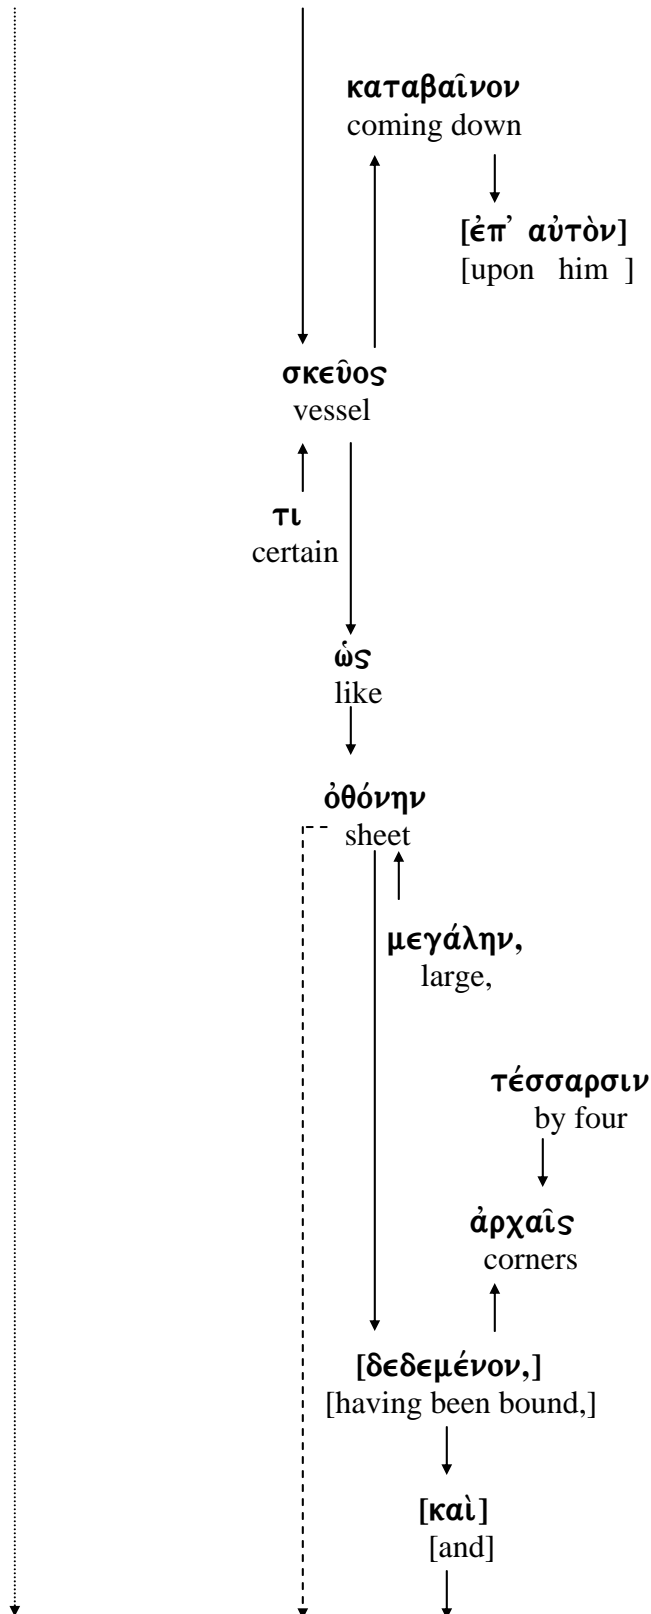 καταβαῖνον
coming down
[ἐπ’ αὐτὸν]
[upon him ]
σκεῦος
vessel
τι
certain
ὡς
like
ὀθόνην
sheet
μεγάλην,
large,
τέσσαρσιν
by four
ἀρχαῖς
corners
[δεδεμένον,]
[having been bound,]
[καὶ]
[and]